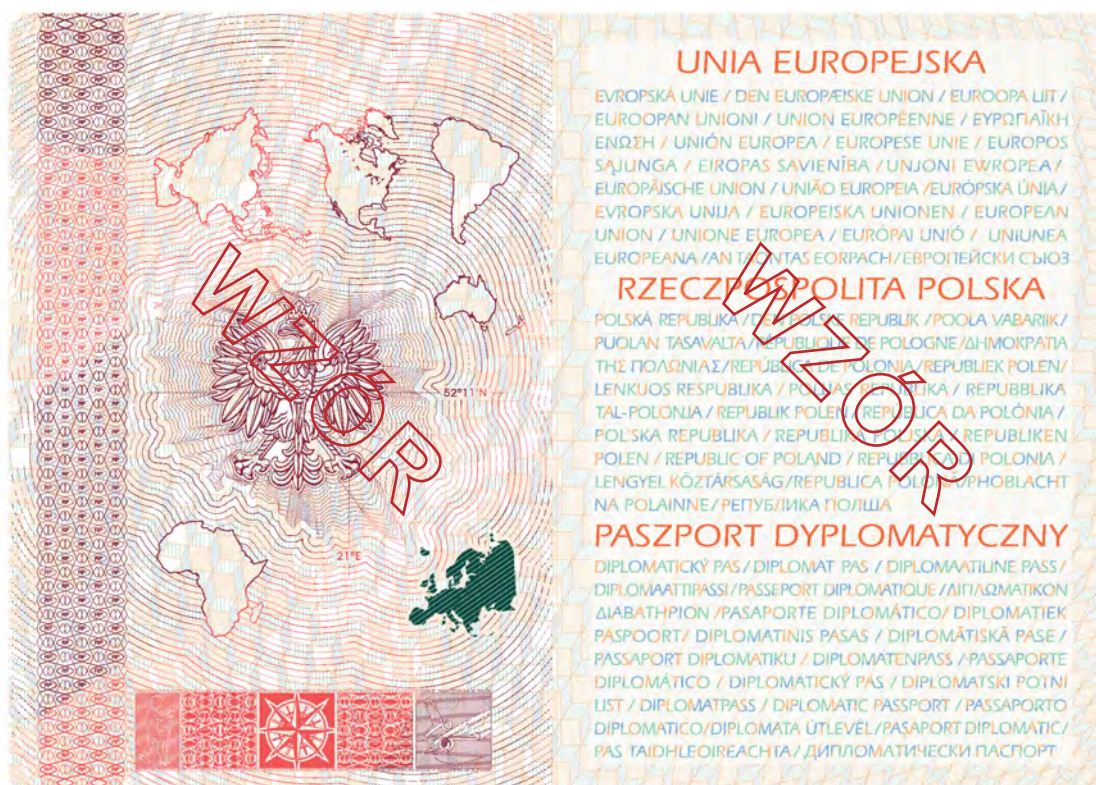 WZÓR
52°11'N
21°E
UNIA EUROPEJSKA
EVROPSKÁ UNIE / DEN EUROPÆISKE UNION / EUROOPA LIIT /
EUROOPAN UNIONI / UNION EUROPÉENNE / ΕΥΡΩΠΑΪΚΗ
ΕΝΩΣΗ / UNIÓN EUROPEA / EUROPESE UNIE / EUROPOS
SĄJUNGA / EIROPAS SAVIENĪBA / UNJONI EWROPEA /
EUROPÄISCHE UNION / UNIÃO EUROPEIA /EURÓPSKA ÚNIA/
EVROPSKA UNIJA / EUROPEISKA UNIONEN / EUROPEAN
UNION / UNIONE EUROPEA / EURÓPAI UNIÓ / UNIUNEA
EUROPEANA /AN TAONTAS EORPACH/ЕВРОПЕЙСКИ СЪЮЗ
RZECZPOSPOLITA POLSKA
POLSKÁ REPUBLIKA / DEN POLSKE REPUBLIK /POOLA VABARIIK/
PUOLAN TASAVALTA / RÉPUBLIQUE DE POLOGNE/ΔΗΜΟΚΡΑΤΙΑ
ΤΗΣ ΠΟΛΩΝΙΑΣ/REPÚBLICA DE POLONIA/REPUBLIEK POLEN/
LENKIJOS RESPUBLIKA / POLIJAS REPUBLIKA / REPUBBLIKA
TAL-POLONJA / REPUBLIK POLEN / REPÚBLICA DA POLÓNIA /
POL'SKÁ REPUBLIKA / REPUBLIKA POLJSKA / REPUBLIKEN
POLEN / REPUBLIC OF POLAND / REPUBBLICA DI POLONIA /
LENGYEL KÖZTÁRSASÁG/REPUBLICA POLONĂ/PHOBLACHT
NA POLAINNE/РЕПУБЛИКА ПОЛША
WZÓR
PASZPORT DYPLOMATYCZNY
DIPLOMATICKÝ PAS / DIPLOMAT PAS / DIPLOMAATILINE PASS /
DIPLOMAATTIPASSI/PASSEPORT DIPLOMATIQUE /ΔΙΠΛΩΜΑΤΙΚΟΝ
ΔΙΑΒΑΤΗΡΙΟΝ /PASAPORTE DIPLOMÁTICO/ DIPLOMATIEK
PASPOORT/ DIPLOMATINIS PASAS / DIPLOMĀTISKĀ PASE /
PASSAPORT DIPLOMATIKU / DIPLOMATENPASS /PASSAPORTE
DIPLOMÁTICO / DIPLOMATICKÝ PAS / DIPLOMATSKI POTNI
LIST / DIPLOMATPASS / DIPLOMATIC PASSPORT / PASSAPORTO
DIPLOMATICO/DIPLOMATA ÚTLEVÉL/PAȘAPORT DIPLOMATIC/
PAS TAIDHLEOIREACHTA/ ДИПЛОМАТИЧЕСКИ ПАСПОРТ